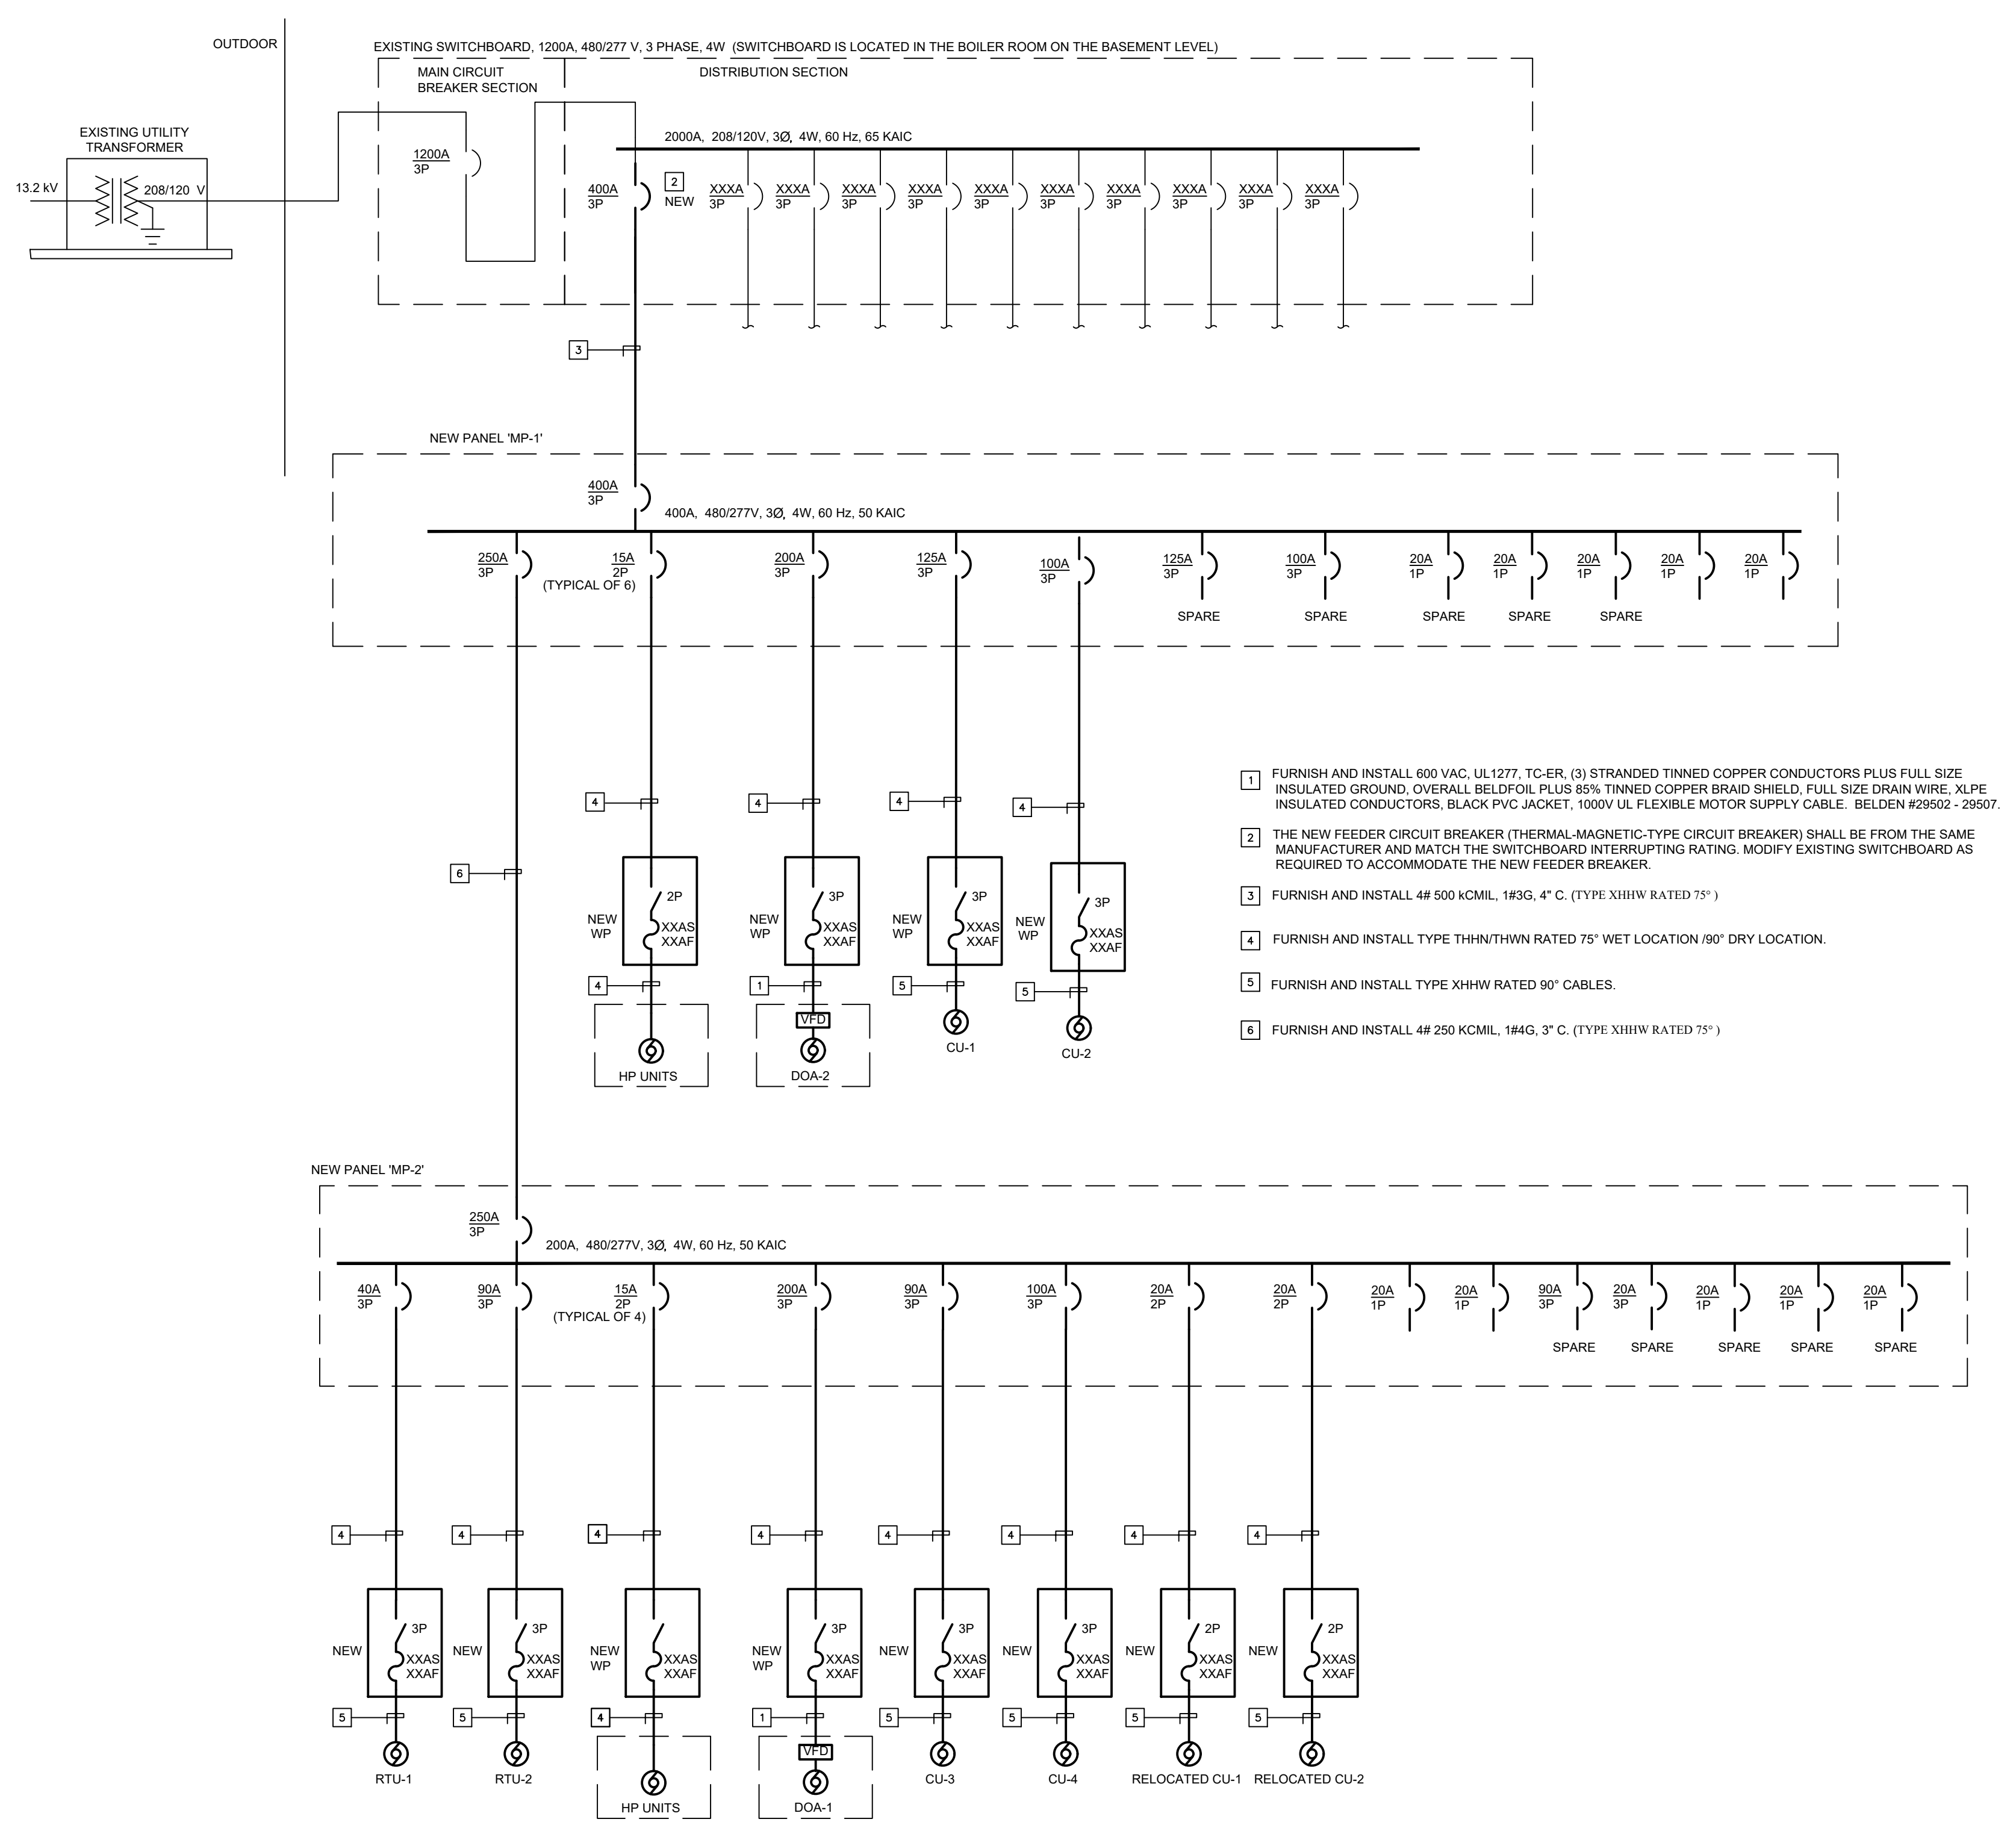 OUTDOOR
EXISTING SWITCHBOARD, 1200A, 480/277 V, 3 PHASE, 4W (SWITCHBOARD IS LOCATED IN THE BOILER ROOM ON THE BASEMENT LEVEL)
MAIN CIRCUIT
BREAKER SECTION
DISTRIBUTION SECTION
EXISTING UTILITY
TRANSFORMER
13.2 kV
208/120 V
1200A
3P
2000A, 208/120V, 3Ø, 4W, 60 Hz, 65 KAIC
400A
3P
2
NEW
XXXA
3P
XXXA
3P
XXXA
3P
XXXA
3P
XXXA
3P
XXXA
3P
XXXA
3P
XXXA
3P
XXXA
3P
XXXA
3P
3
NEW PANEL 'MP-1'
400A
3P
400A, 480/277V, 3Ø, 4W, 60 Hz, 50 KAIC
250A
3P
15A
2P
(TYPICAL OF 6)
200A
3P
125A
3P
100A
3P
125A
3P
SPARE
100A
3P
SPARE
20A
1P
SPARE
20A
1P
SPARE
20A
1P
SPARE
20A
1P
20A
1P
4
4
4
4
6
NEW
WP
2P
XXAS
XXAF
NEW
WP
3P
XXAS
XXAF
NEW
WP
3P
XXAS
XXAF
NEW
WP
3P
XXAS
XXAF
4
1
5
5
VFD
HP UNITS
DOA-2
CU-1
CU-2
1 FURNISH AND INSTALL 600 VAC, UL1277, TC-ER, (3) STRANDED TINNED COPPER CONDUCTORS PLUS FULL SIZE
INSULATED GROUND, OVERALL BELDFOIL PLUS 85% TINNED COPPER BRAID SHIELD, FULL SIZE DRAIN WIRE, XLPE
INSULATED CONDUCTORS, BLACK PVC JACKET, 1000V UL FLEXIBLE MOTOR SUPPLY CABLE. BELDEN #29502 - 29507.
2 THE NEW FEEDER CIRCUIT BREAKER (THERMAL-MAGNETIC-TYPE CIRCUIT BREAKER) SHALL BE FROM THE SAME
MANUFACTURER AND MATCH THE SWITCHBOARD INTERRUPTING RATING. MODIFY EXISTING SWITCHBOARD AS
REQUIRED TO ACCOMMODATE THE NEW FEEDER BREAKER.
3 FURNISH AND INSTALL 4# 500 kCMIL, 1#3G, 4" C. (TYPE XHHW RATED 75° )
4 FURNISH AND INSTALL TYPE THHN/THWN RATED 75° WET LOCATION /90° DRY LOCATION.
5 FURNISH AND INSTALL TYPE XHHW RATED 90° CABLES.
6 FURNISH AND INSTALL 4# 250 KCMIL, 1#4G, 3" C. (TYPE XHHW RATED 75° )
NEW PANEL 'MP-2'
250A
3P
200A, 480/277V, 3Ø, 4W, 60 Hz, 50 KAIC
40A
3P
90A
3P
15A
2P
(TYPICAL OF 4)
200A
3P
90A
3P
100A
3P
20A
2P
20A
2P
20A
1P
20A
1P
90A
3P
SPARE
20A
3P
SPARE
20A
1P
SPARE
20A
1P
SPARE
20A
1P
SPARE
4
4
4
4
4
4
4
4
NEW
3P
XXAS
XXAF
NEW
3P
XXAS
XXAF
NEW
WP
XXAS
XXAF
NEW
WP
3P
XXAS
XXAF
NEW
3P
XXAS
XXAF
NEW
3P
XXAS
XXAF
NEW
2P
XXAS
XXAF
NEW
2P
XXAS
XXAF
5
5
4
1
5
5
5
5
VFD
RTU-1
RTU-2
HP UNITS
DOA-1
CU-3
CU-4
RELOCATED CU-1
RELOCATED CU-2